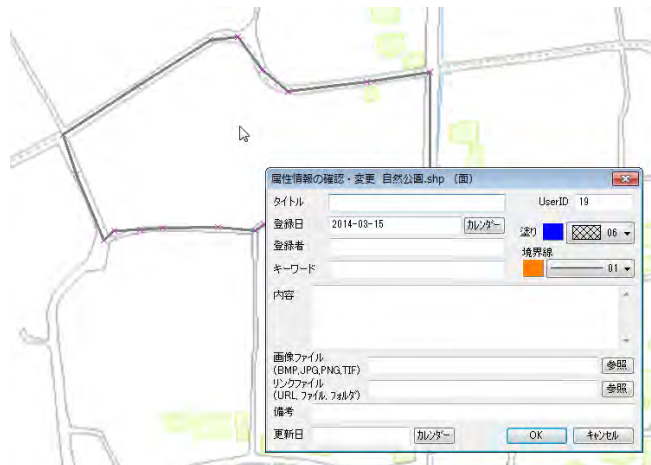 属性情報の確認・変更 自然公園.shp （面）
タイトル
UserID 19
登録日 2014-03-15 カレンダー
塗り 06
登録者
境界線
キーワード
01
内容
画像ファイル
(BMP,JPG,PNG,TIF)
参照
リンクファイル
(URL, ファイル, フォルダ)
参照
備考
更新日 カレンダー OK キャンセル